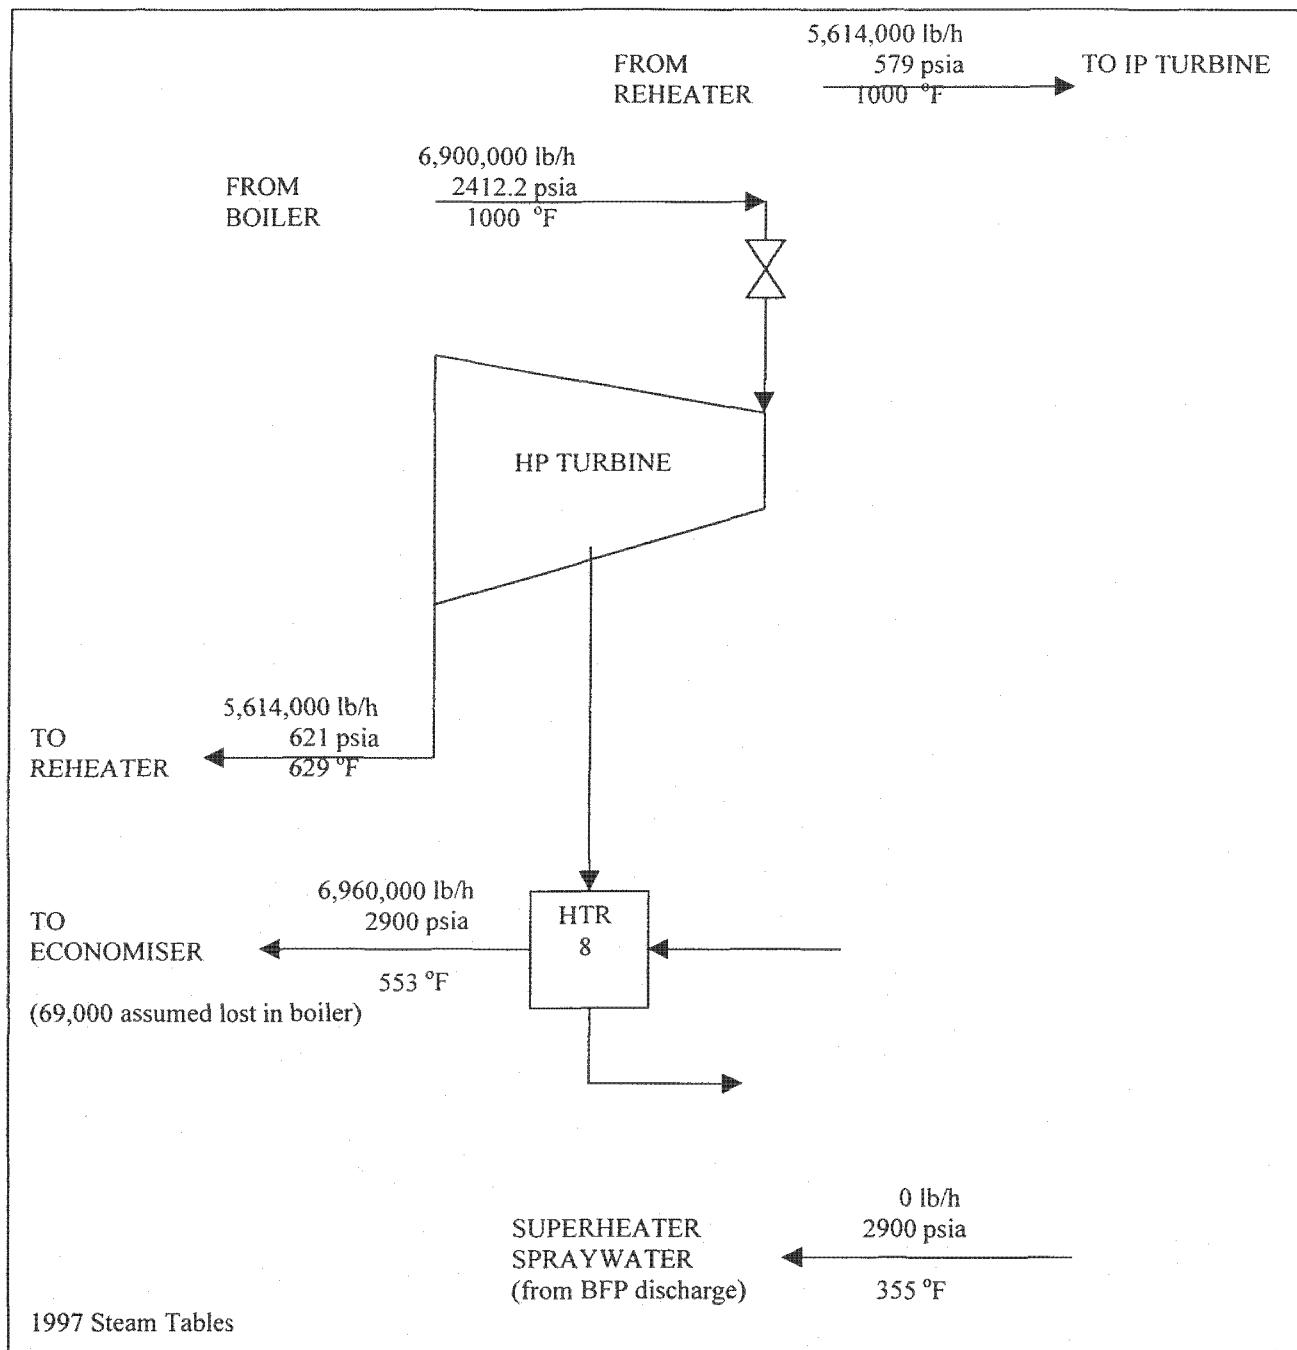 5,614,000 lb/h
FROM 579 psia TO IP TURBINE
REHEATER 1000 °F
6,900,000 lb/h
FROM 2412.2 psia
BOILER 1000 °F
HP TURBINE
5,614,000 lb/h
TO 621 psia
REHEATER 629 °F
6,960,000 lb/h
TO 2900 psia
ECONOMISER
553 °F
HTR
8
(69,000 assumed lost in boiler)
0 lb/h
SUPERHEATER 2900 psia
SPRAYWATER
(from BFP discharge) 355 °F
1997 Steam Tables